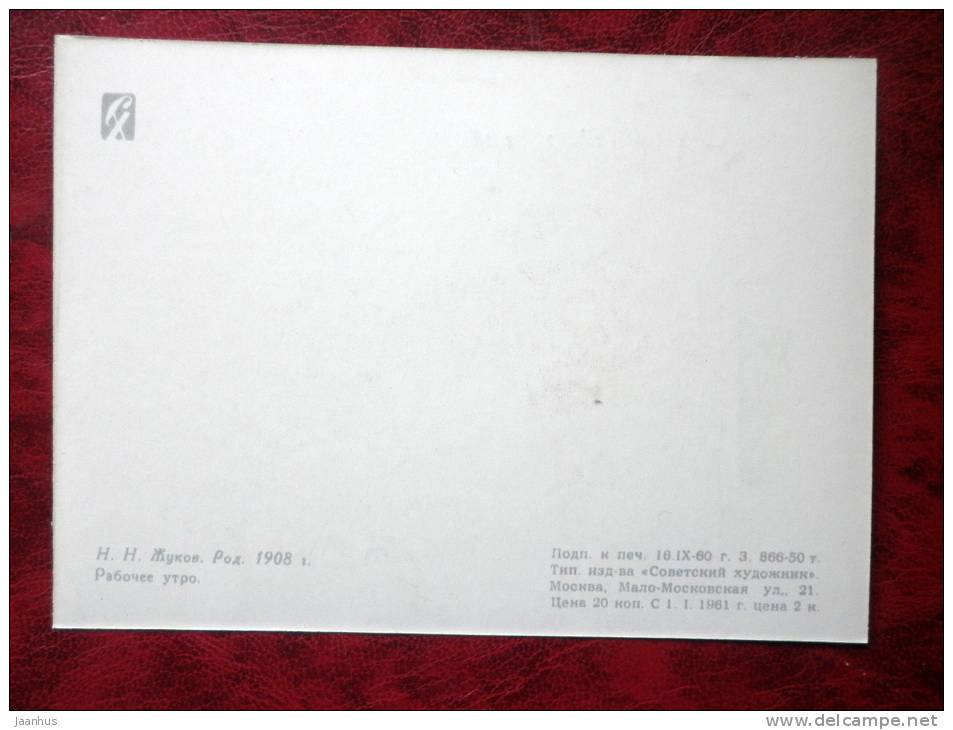 СХ
Н. Н. Жуков. Род. 1908 г.
Рабочее утро.
Подп. к печ. 16.IX-60 г. З. 866-50 т.
Тип. изд-ва «Советский художник».
Москва, Мало-Московская ул., 21.
Цена 20 коп. С 1. I. 1961 г. цена 2 к.
Jaanhus
www.delcampe.net